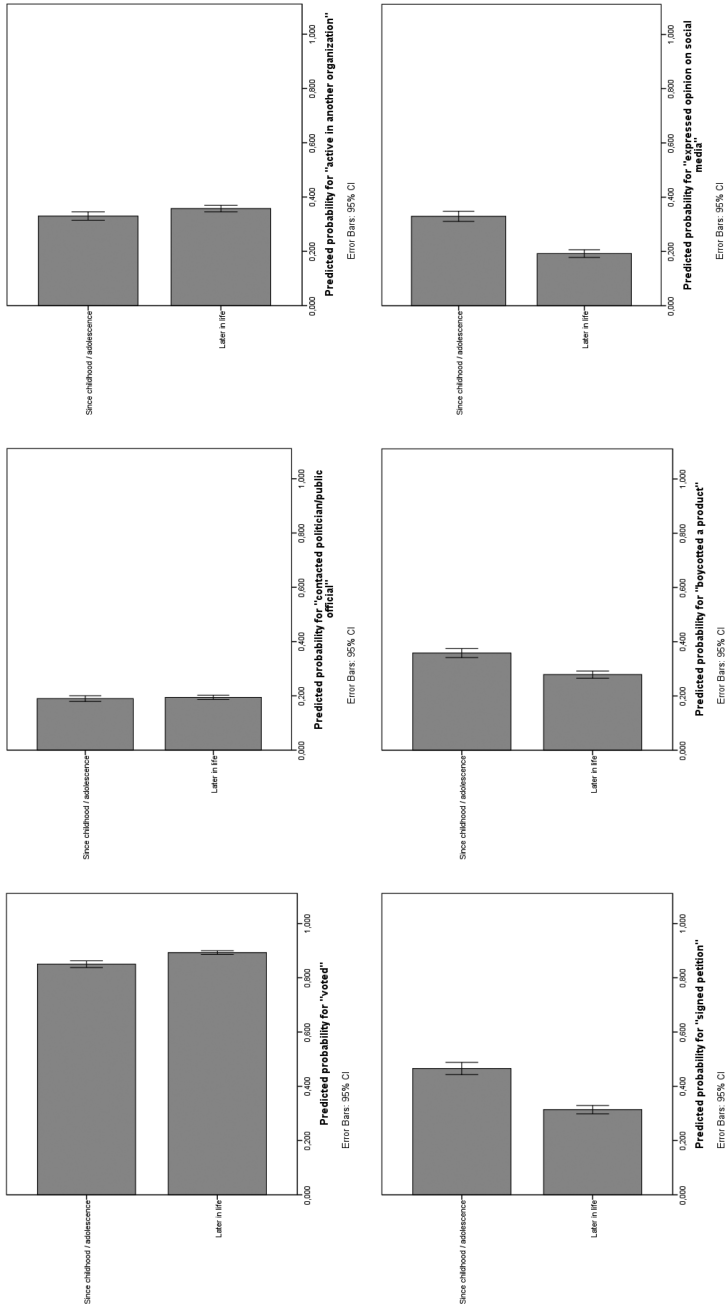 Since childhood / adolescence
Later in life
0,000 0,200 0,400 0,600 0,800 1,000
Predicted probability for "voted"
Error Bars: 95% CI
Since childhood / adolescence
Later in life
0,000 0,200 0,400 0,600 0,800 1,000
Predicted probability for "contacted politician/public
official"
Error Bars: 95% CI
Since childhood / adolescence
Later in life
0,000 0,200 0,400 0,600 0,800 1,000
Predicted probability for "active in another organization"
Error Bars: 95% CI
Since childhood / adolescence
Later in life
0,000 0,200 0,400 0,600 0,800 1,000
Predicted probability for "signed petition"
Error Bars: 95% CI
Since childhood / adolescence
Later in life
0,000 0,200 0,400 0,600 0,800 1,000
Predicted probability for "boycotted a product"
Error Bars: 95% CI
Since childhood / adolescence
Later in life
0,000 0,200 0,400 0,600 0,800 1,000
Predicted probability for "expressed opinion on social
media"
Error Bars: 95% CI